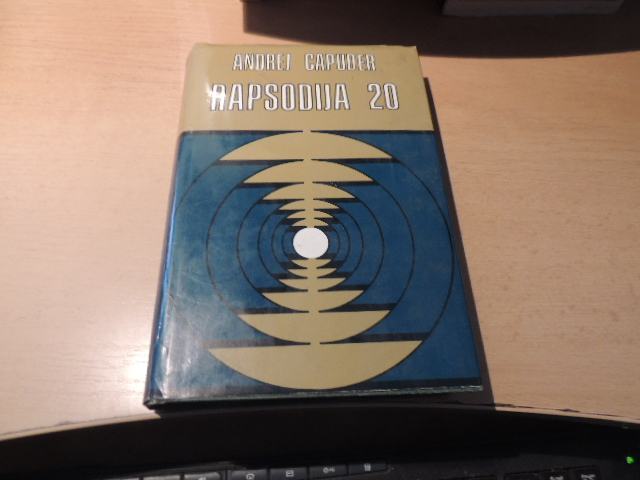 ANDREJ CAPUDER
RAPSODIJA 20